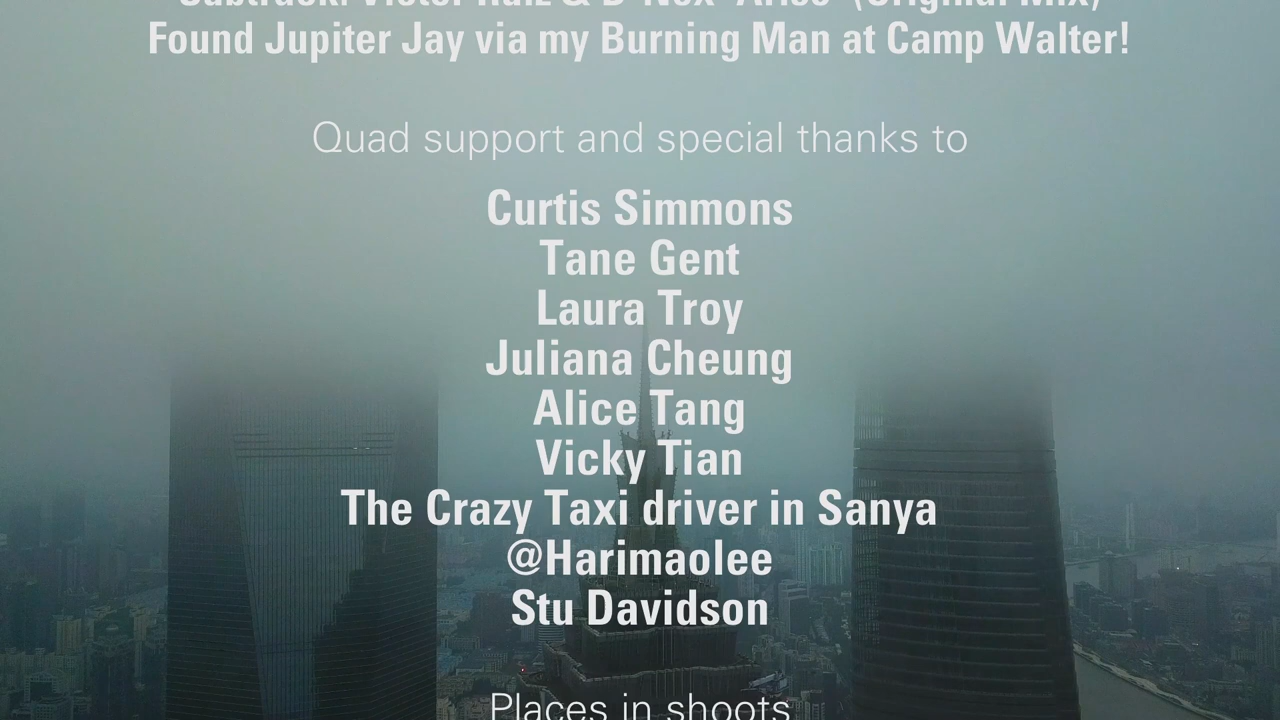 Found Jupiter Jay via my Burning Man at Camp Walter!
Quad support and special thanks to
Curtis Simmons
Tane Gent
Laura Troy
Juliana Cheung
Alice Tang
Vicky Tian
The Crazy Taxi driver in Sanya
@Harimaolee
Stu Davidson
Places in shoots